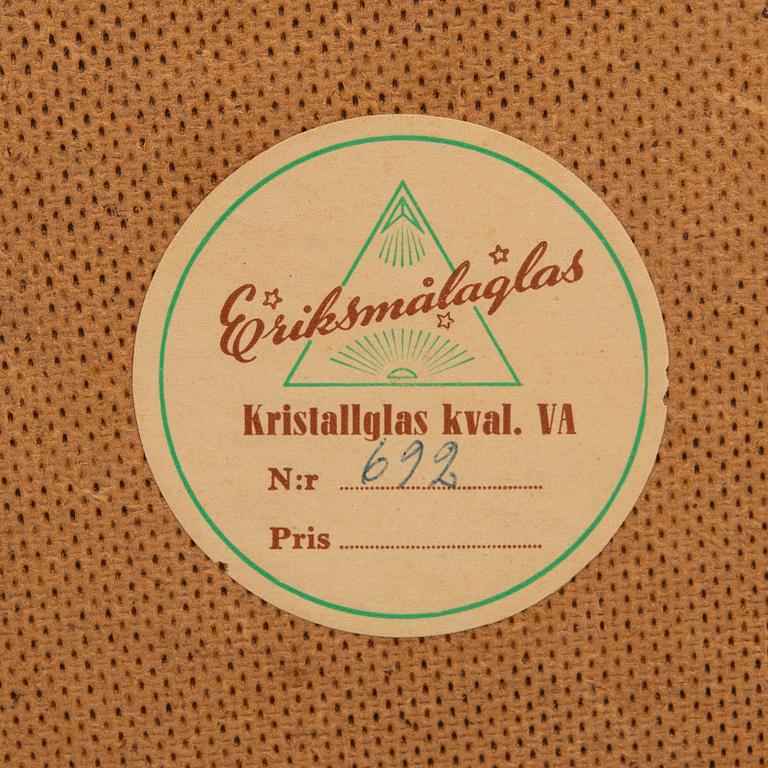 Eriksmålaglas
Kristallglas kval. VA
N:r 692
Pris